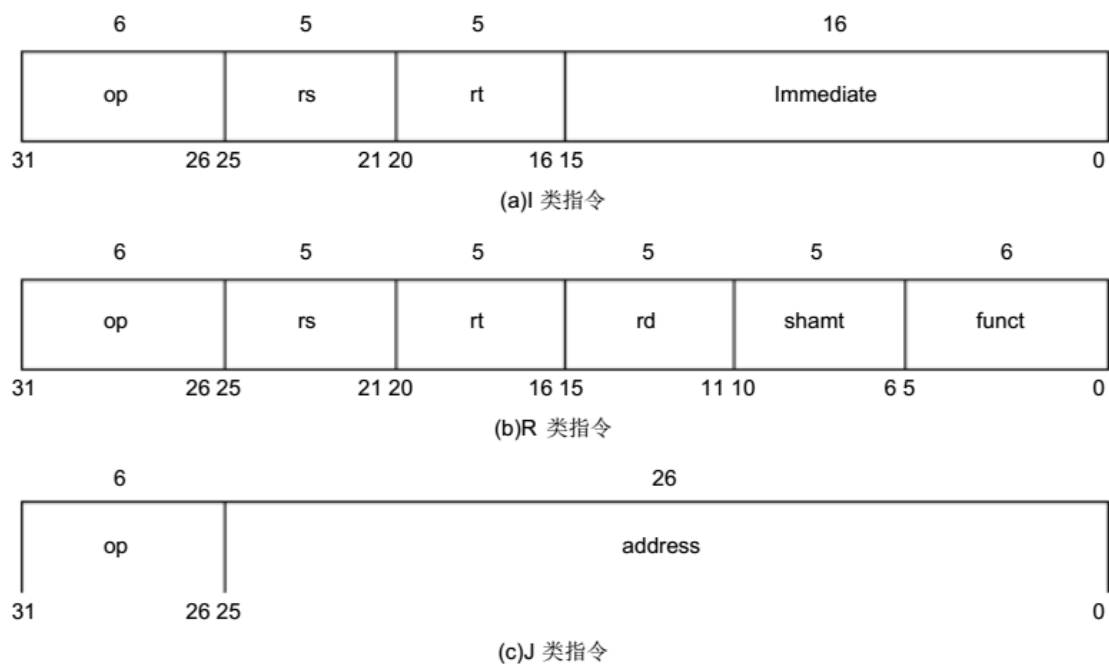 6 5 5 16
op rs rt Immediate
31 26 25 21 20 16 15 0
(a)I 类指令
6 5 5 5 5 6
op rs rt rd shamt funct
31 26 25 21 20 16 15 11 10 6 5 0
(b)R 类指令
6 26
op address
31 26 25 0
(c)J 类指令